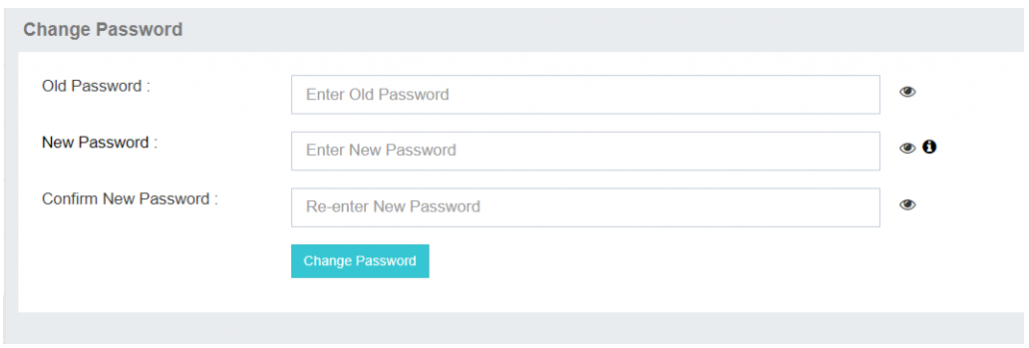 Change Password
Old Password :
Enter Old Password
New Password :
Enter New Password
Confirm New Password :
Re-enter New Password
Change Password